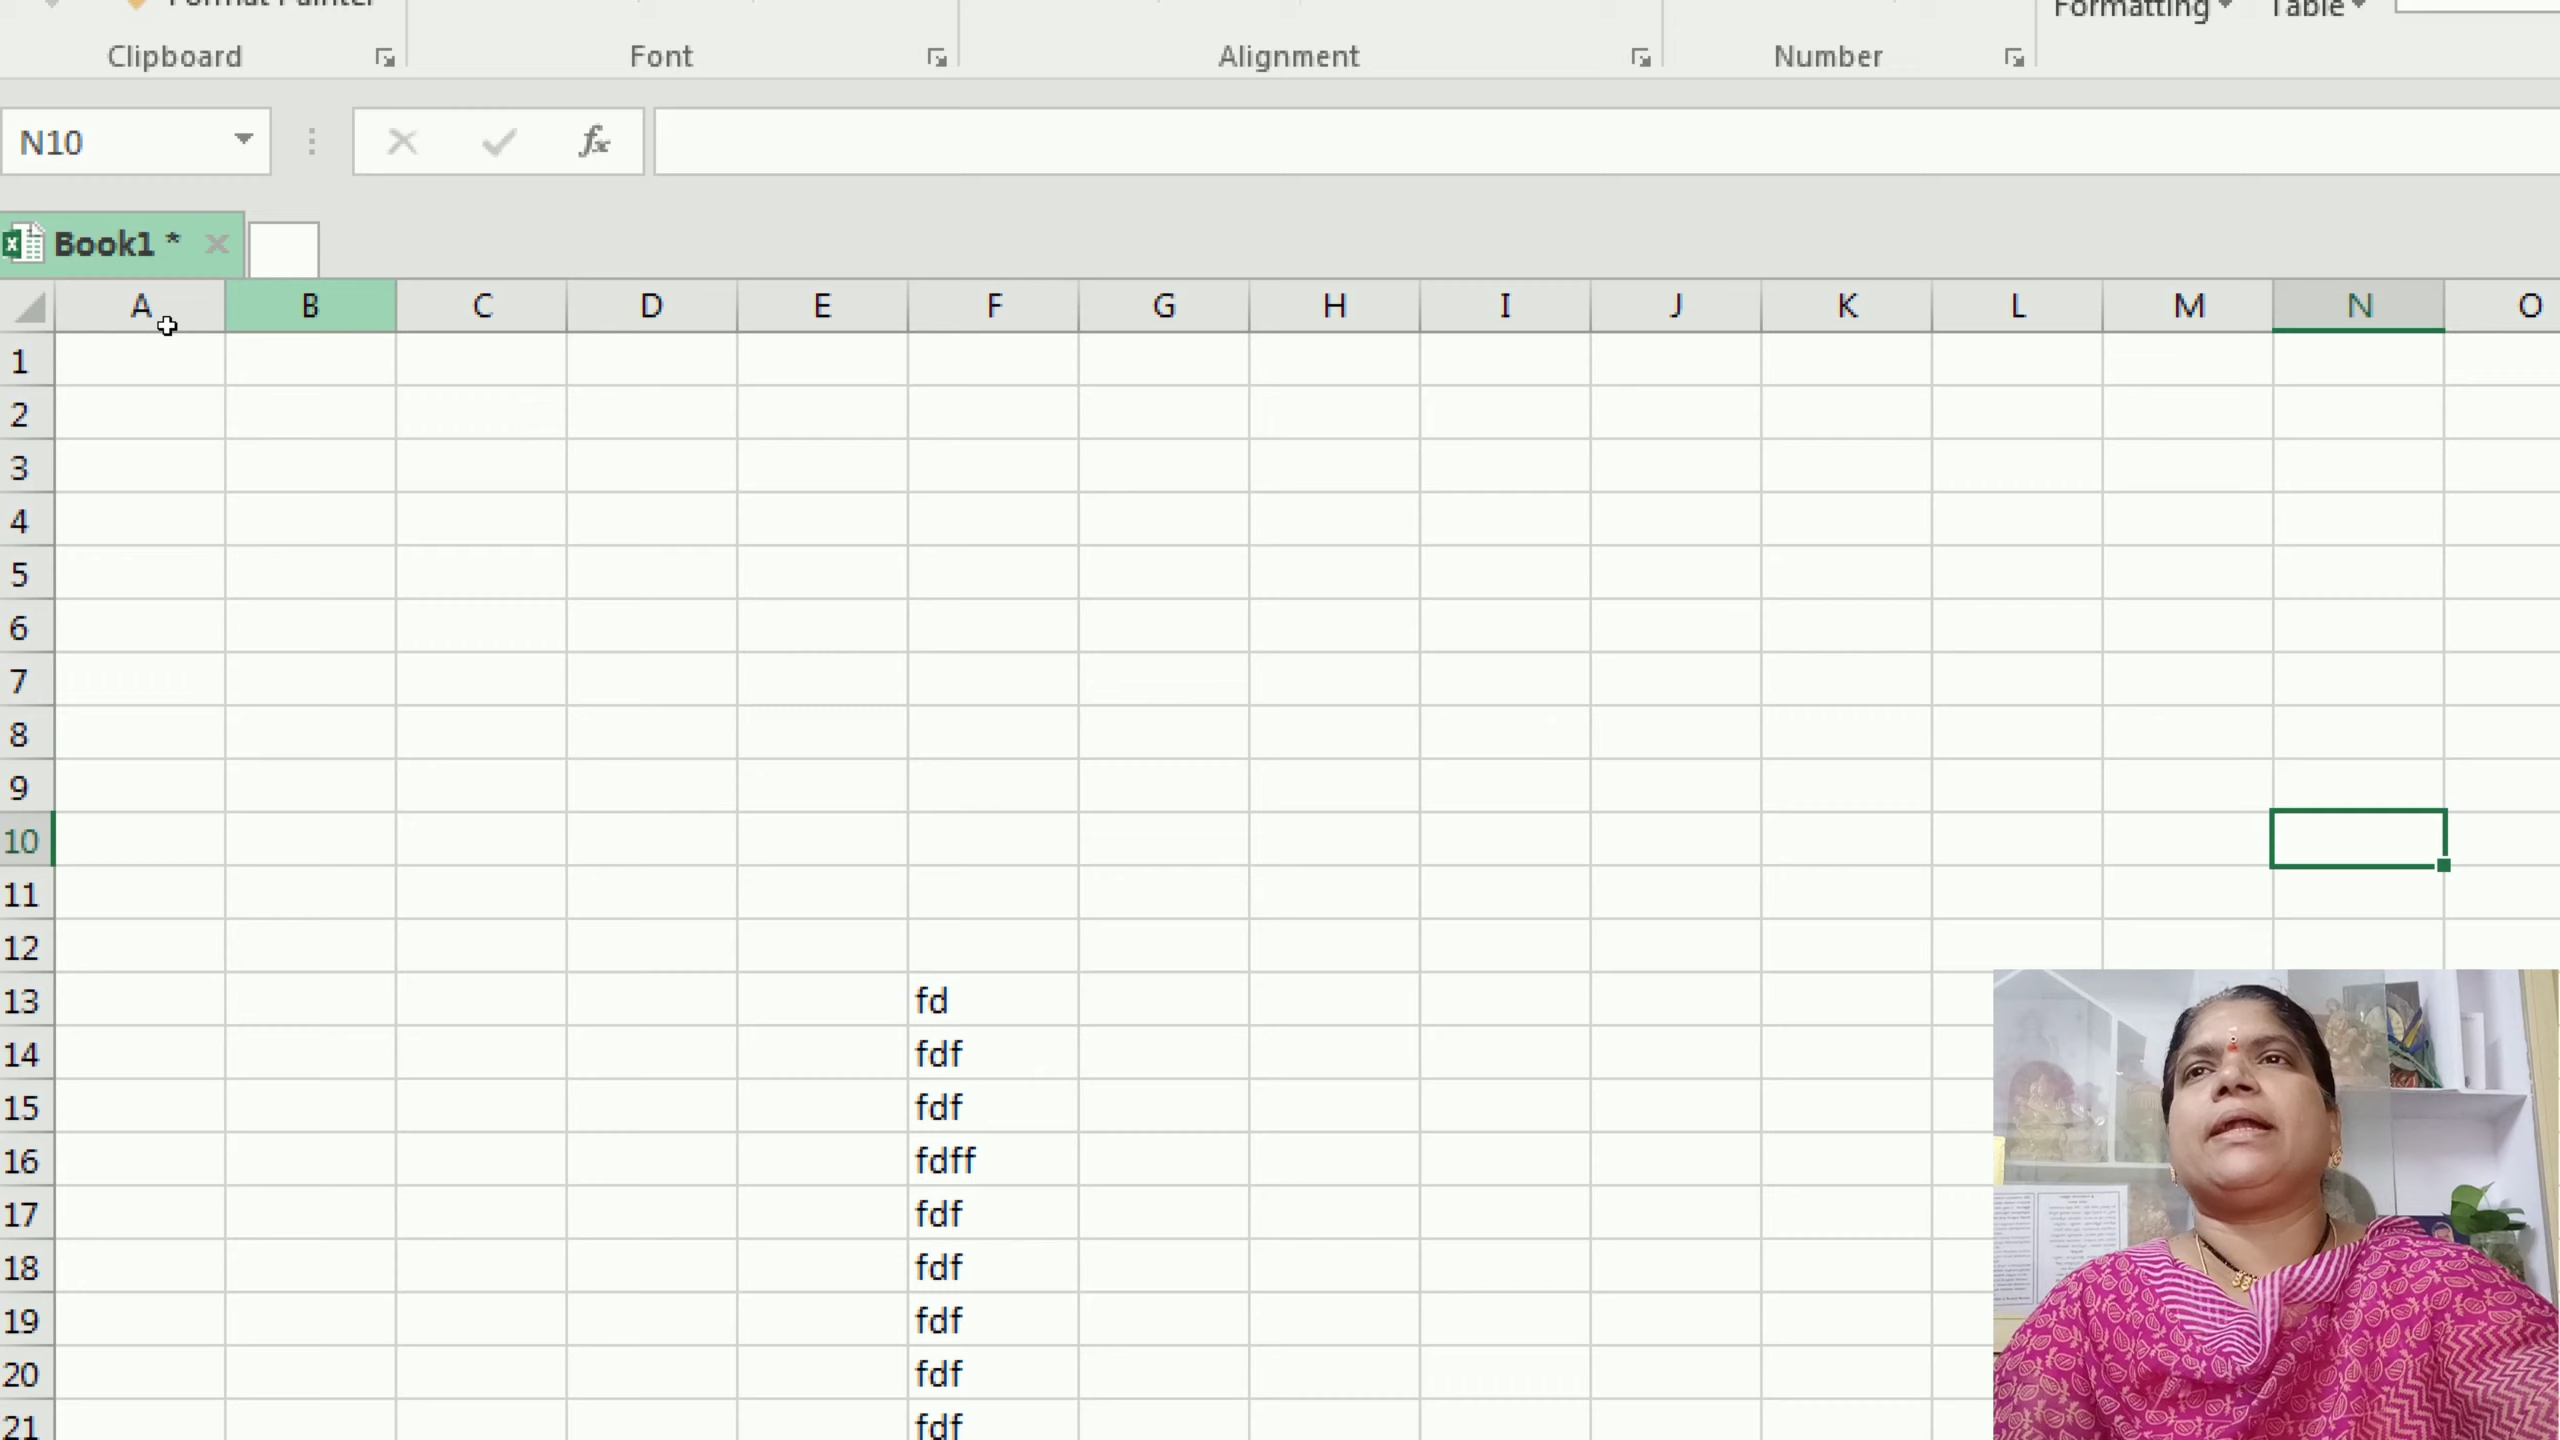 Format Painter
Formatting Table
Clipboard Font Alignment Number
N10 fx
Book1 *
A B C D E F G H I J K L M N O
1
2
3
4
5
6
7
8
9
10
11
12
13 fd
14 fdf
15 fdf
16 fdff
17 fdf
18 fdf
19 fdf
20 fdf
21 fdf